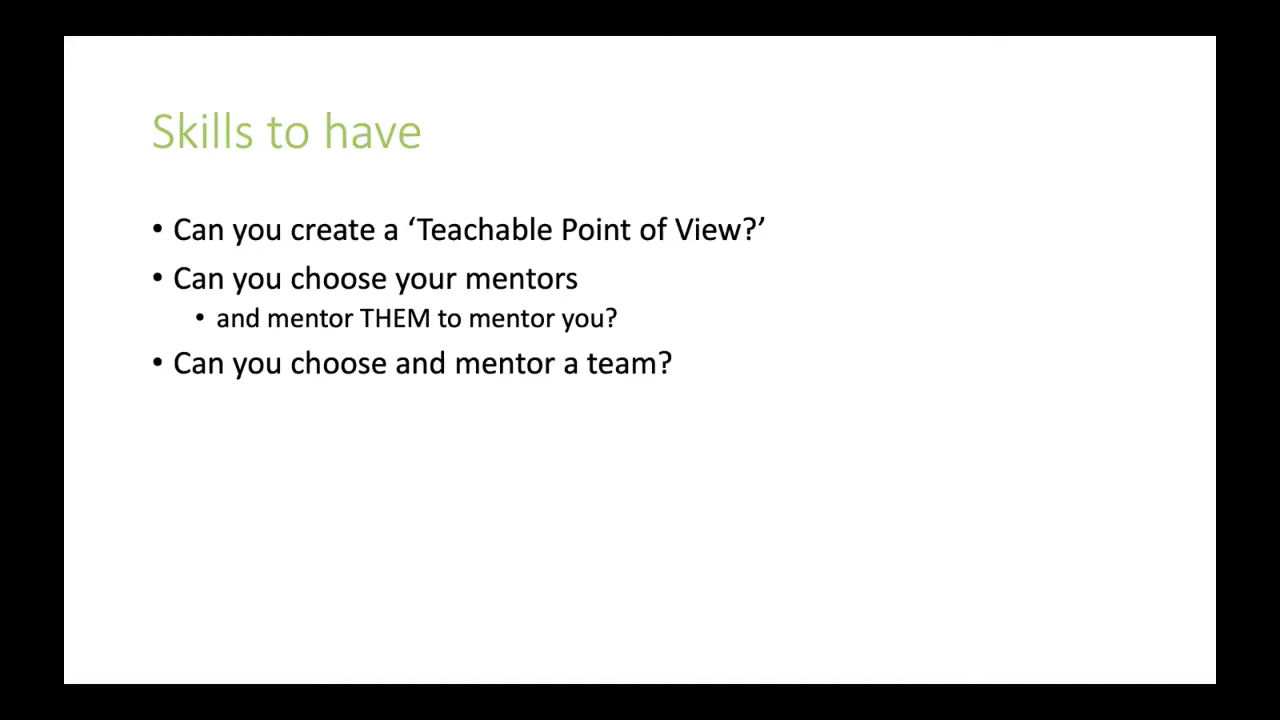 Skills to have
• Can you create a ‘Teachable Point of View?’
• Can you choose your mentors
• and mentor THEM to mentor you?
• Can you choose and mentor a team?